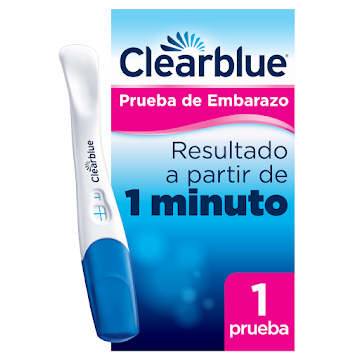 Clearblue
Prueba de Embarazo
Resultado
a partir de
1 minuto
1
prueba
Clearblue